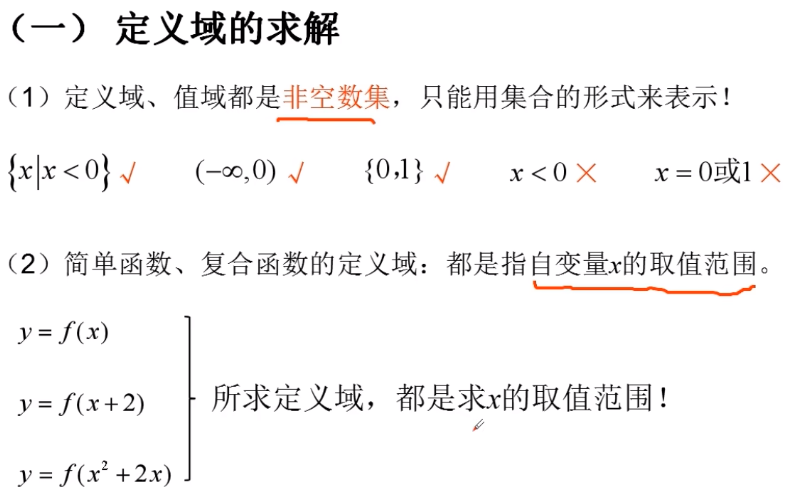 （一） 定义域的求解
（1）定义域、值域都是非空数集，只能用集合的形式来表示！
{x|x<0} √ (-∞,0) √ {0,1} √ x<0 × x=0或1 ×
（2）简单函数、复合函数的定义域：都是指自变量x的取值范围。
y=f(x)
y=f(x+2)
所求定义域，都是求x的取值范围！
y=f(x²+2x)